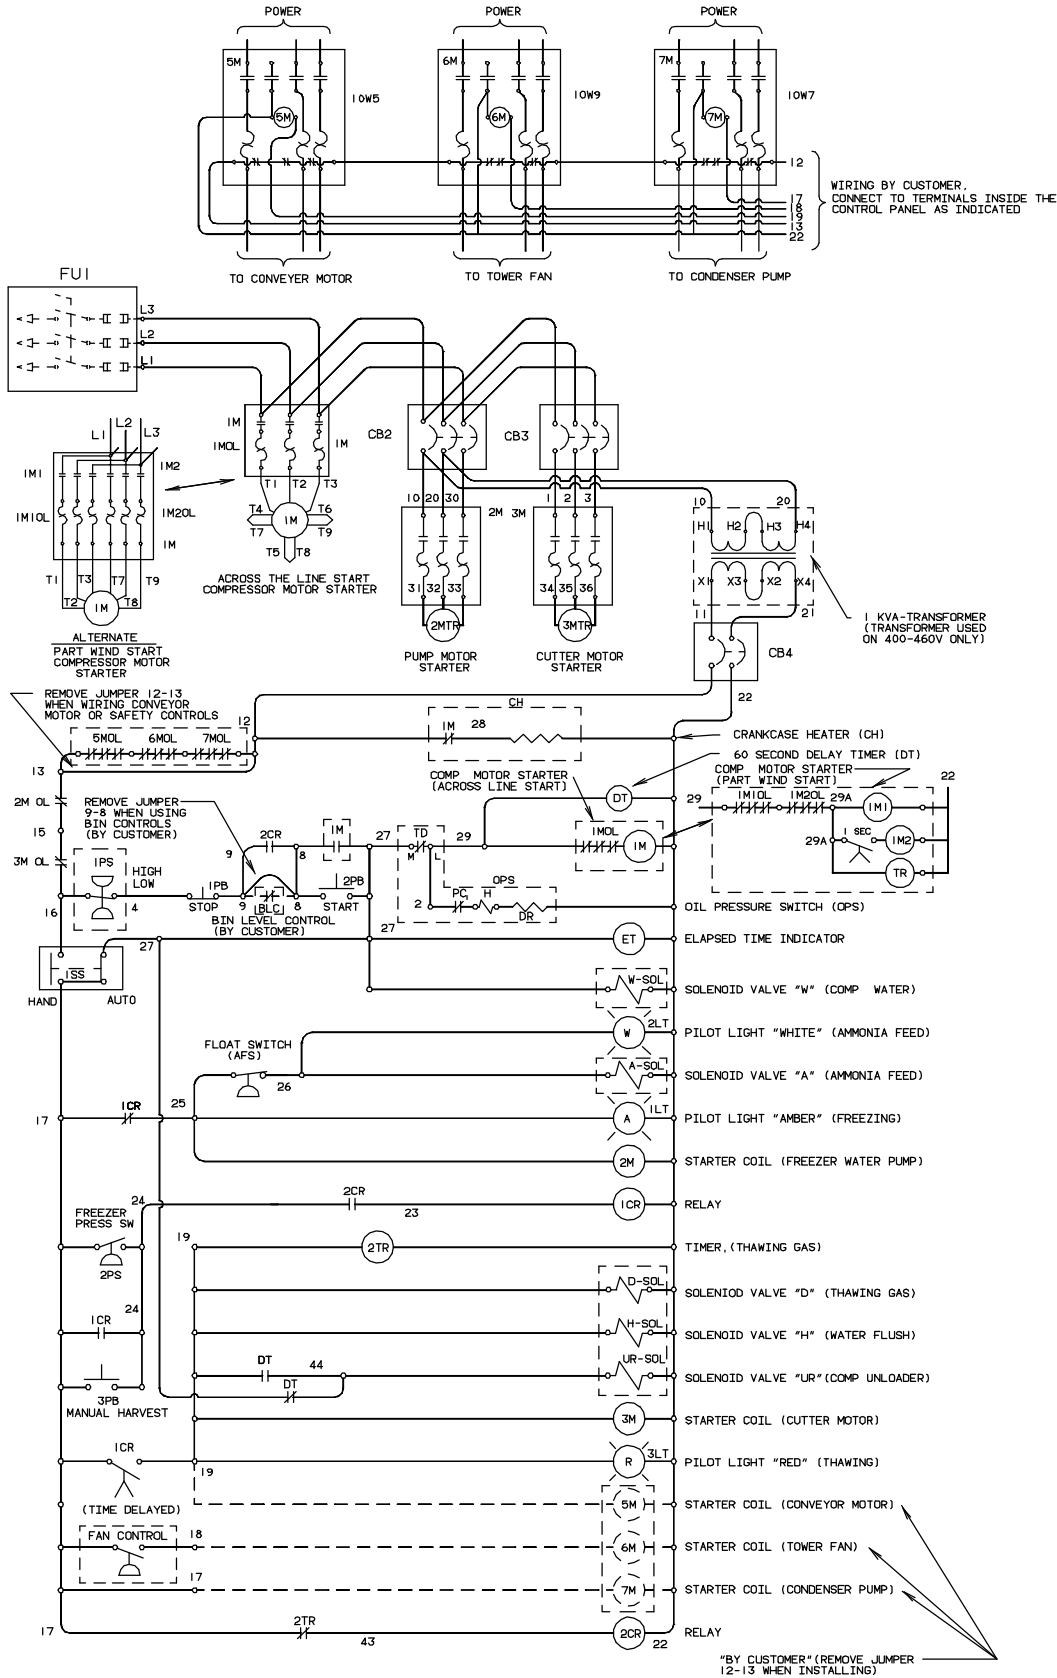 POWER POWER POWER
5M 6M 7M
10W5 10W9 10W7
5M 6M 7M
12
WIRING BY CUSTOMER.
CONNECT TO TERMINALS INSIDE THE
CONTROL PANEL AS INDICATED
17
18
19
13
22
TO CONVEYER MOTOR TO TOWER FAN TO CONDENSER PUMP
FU1
L3
L2
L1
L1 L2 L3
1M
1MOL
1M
CB2
CB3
1M1 1M2
1M1OL 1M2OL
1M
T1 T2 T3
T4 T6
1M
T7 T9
T5 T8
ACROSS THE LINE START
COMPRESSOR MOTOR STARTER
T1 T3 T7 T9
T2 1M T8
ALTERNATE
PART WIND START
COMPRESSOR MOTOR
STARTER
10 20 30
2M 3M
1 2 3
31 32 33
34 35 36
2MTR 3MTR
PUMP MOTOR
STARTER
CUTTER MOTOR
STARTER
10 20
H1 H2 H3 H4
X1 X3 X2 X4
11 21
1 KVA-TRANSFORMER
(TRANSFORMER USED
ON 400-460V ONLY)
CB4
22
REMOVE JUMPER 12-13
WHEN WIRING CONVEYOR
MOTOR OR SAFETY CONTROLS
12
5MOL 6MOL 7MOL
13
CH
1M 28
CRANKCASE HEATER (CH)
60 SECOND DELAY TIMER (DT)
COMP MOTOR STARTER
(ACROSS LINE START)
COMP MOTOR STARTER
(PART WIND START)
22
2M OL
15
3M OL
REMOVE JUMPER
9-8 WHEN USING
BIN CONTROLS
(BY CUSTOMER)
DT
1MOL
1M
29 1M1OL 1M2OL 29A 1M1
29A 1 SEC 1M2
TR
2CR 1M 27 TD 29
9 8 M L
1PS
HIGH
LOW
4
16
1PB
STOP
9 1BLC 8
2PB
START
BIN LEVEL CONTROL
(BY CUSTOMER)
OPS
2 PC H DR
OIL PRESSURE SWITCH (OPS)
27 27
ET
ELAPSED TIME INDICATOR
1SS
HAND AUTO
W-SOL
SOLENOID VALVE "W" (COMP WATER)
W 2LT
PILOT LIGHT "WHITE" (AMMONIA FEED)
FLOAT SWITCH
(AFS)
26
A-SOL
SOLENOID VALVE "A" (AMMONIA FEED)
17 1CR 25
A 1LT
PILOT LIGHT "AMBER" (FREEZING)
2M
STARTER COIL (FREEZER WATER PUMP)
24 2CR 23 1CR
RELAY
FREEZER
PRESS SW
2PS
19 2TR
TIMER, (THAWING GAS)
D-SOL
SOLENIOD VALVE "D" (THAWING GAS)
24
1CR
H-SOL
SOLENOID VALVE "H" (WATER FLUSH)
DT 44
DT
UR-SOL
SOLENOID VALVE "UR"(COMP UNLOADER)
3PB
MANUAL HARVEST
3M
STARTER COIL (CUTTER MOTOR)
1CR
(TIME DELAYED)
19
R 3LT
PILOT LIGHT "RED" (THAWING)
5M
STARTER COIL (CONVEYOR MOTOR)
FAN CONTROL 18
6M
STARTER COIL (TOWER FAN)
17
7M
STARTER COIL (CONDENSER PUMP)
17 2TR 43 2CR 22
RELAY
"BY CUSTOMER"(REMOVE JUMPER
12-13 WHEN INSTALLING)